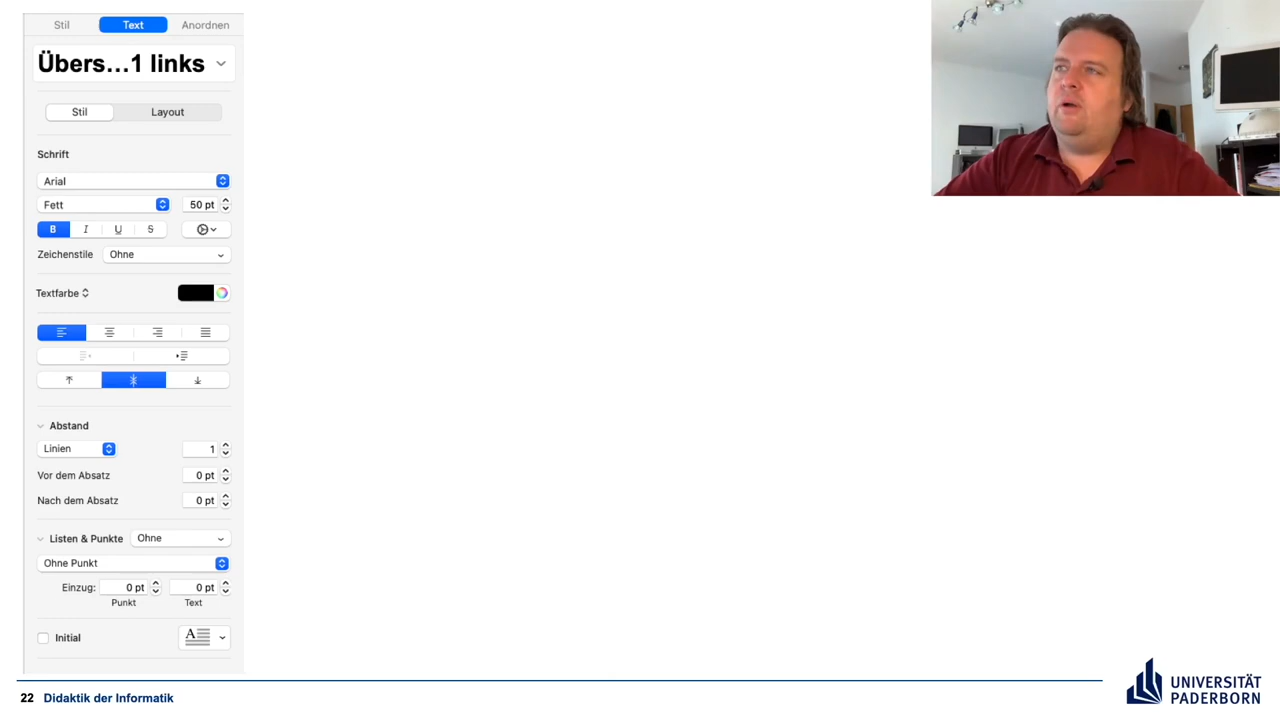 Stil Text Anordnen
Übers...1 links
Stil Layout
Schrift
Arial
Fett 50 pt
B I U S
Zeichenstile Ohne
Textfarbe
Abstand
Linien 1
Vor dem Absatz 0 pt
Nach dem Absatz 0 pt
Listen & Punkte Ohne
Ohne Punkt
Einzug: 0 pt 0 pt
Punkt Text
Initial A
22 Didaktik der Informatik
UNIVERSITÄT
PADERBORN